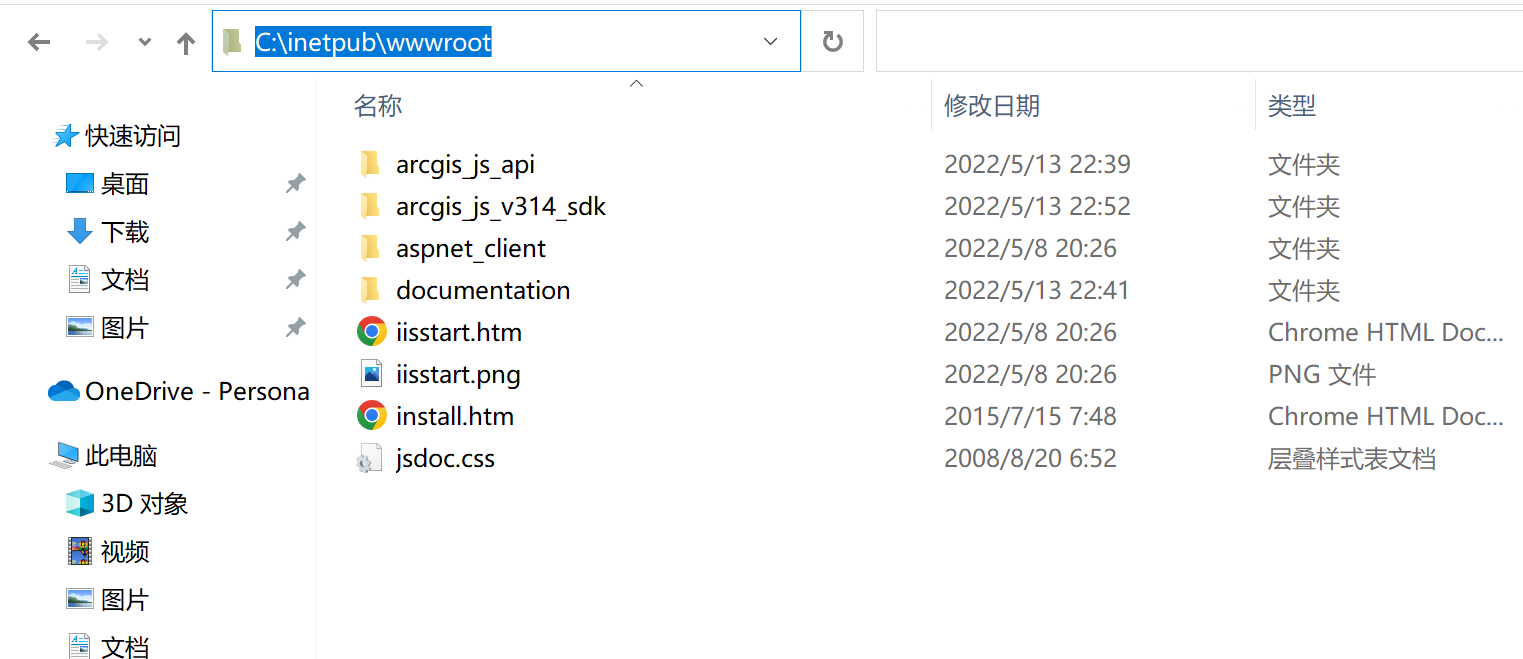 C:\inetpub\wwwroot
名称 修改日期 类型
快速访问
桌面
下载
文档
图片
OneDrive - Persona
此电脑
3D 对象
视频
图片
文档
arcgis_js_api 2022/5/13 22:39 文件夹
arcgis_js_v314_sdk 2022/5/13 22:52 文件夹
aspnet_client 2022/5/8 20:26 文件夹
documentation 2022/5/13 22:41 文件夹
iisstart.htm 2022/5/8 20:26 Chrome HTML Doc...
iisstart.png 2022/5/8 20:26 PNG 文件
install.htm 2015/7/15 7:48 Chrome HTML Doc...
jsdoc.css 2008/8/20 6:52 层叠样式表文档